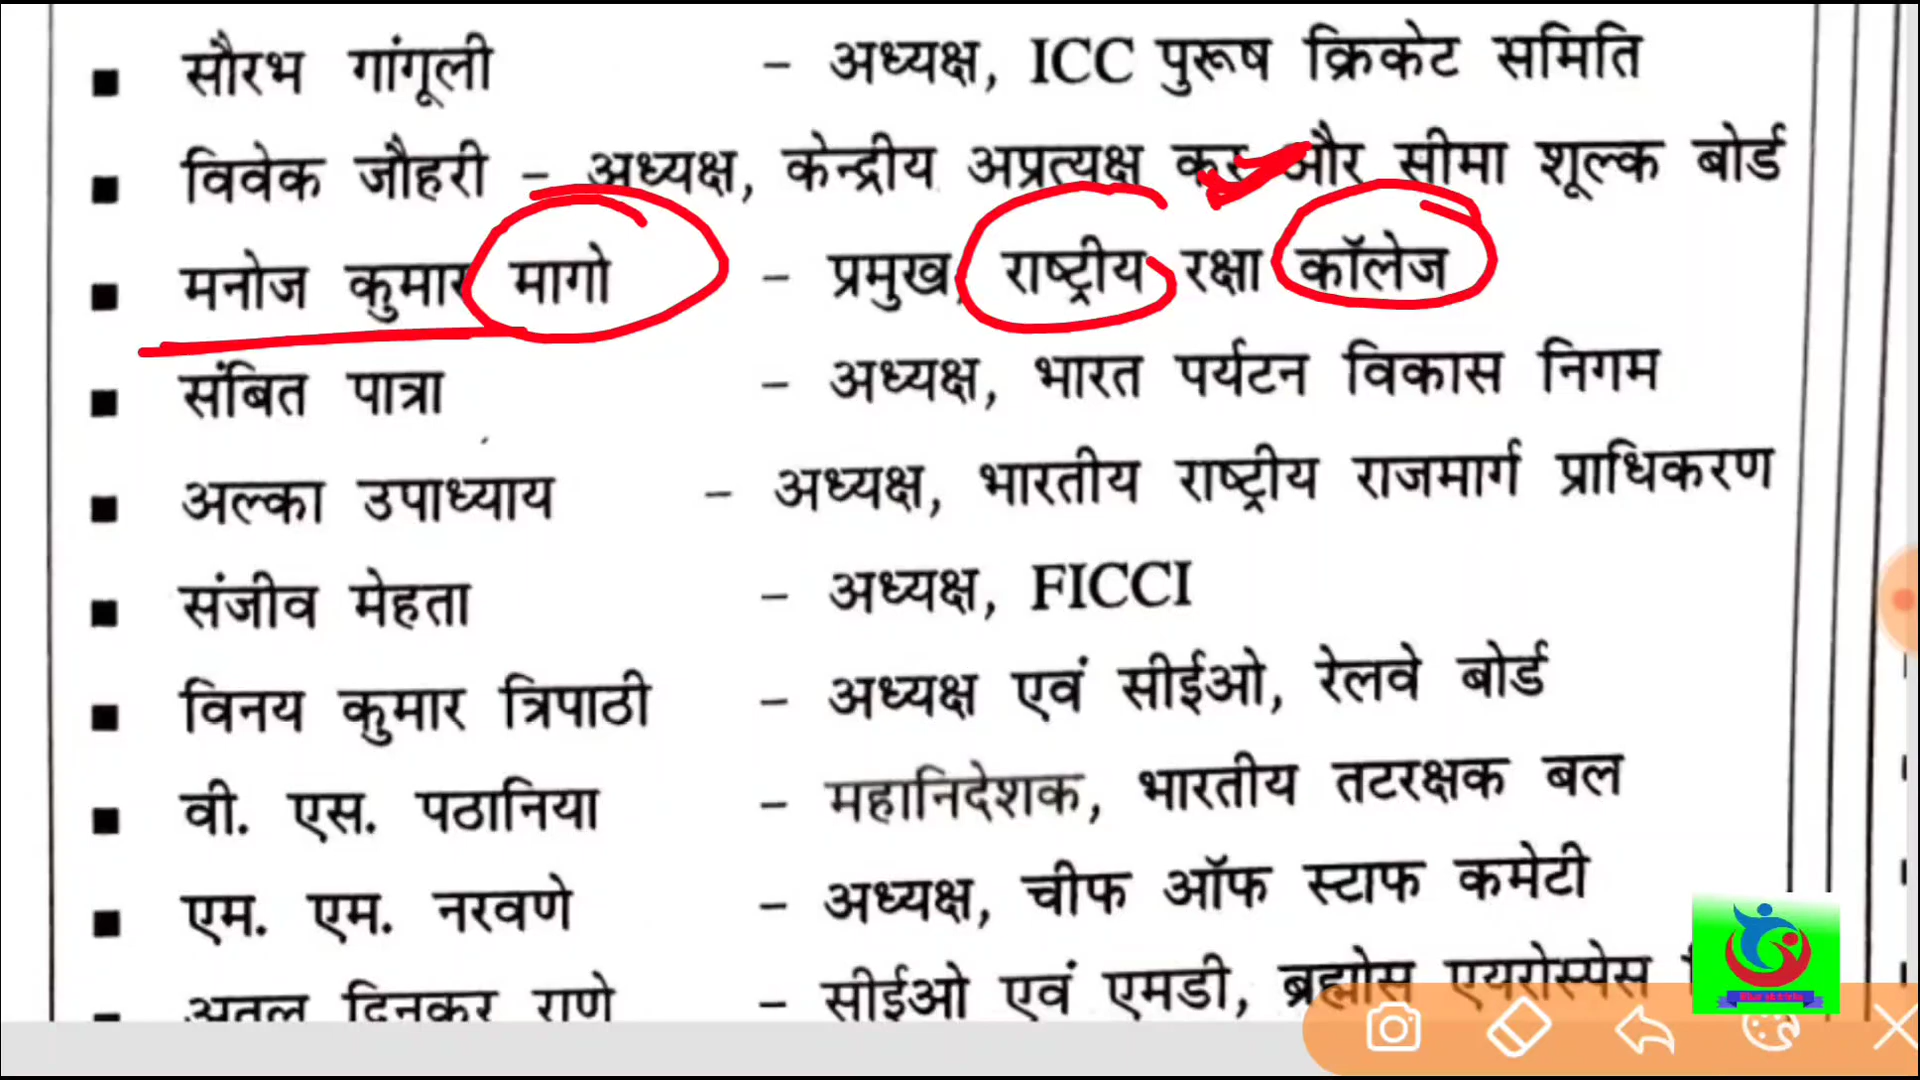 ▪ सौरभ गांगूली – अध्यक्ष, ICC पुरूष क्रिकेट समिति
▪ विवेक जौहरी – अध्यक्ष, केन्द्रीय अप्रत्यक्ष कर और सीमा शूल्क बोर्ड
▪ मनोज कुमार मागो – प्रमुख, राष्ट्रीय रक्षा कॉलेज
▪ संबित पात्रा – अध्यक्ष, भारत पर्यटन विकास निगम
▪ अल्का उपाध्याय – अध्यक्ष, भारतीय राष्ट्रीय राजमार्ग प्राधिकरण
▪ संजीव मेहता – अध्यक्ष, FICCI
▪ विनय कुमार त्रिपाठी – अध्यक्ष एवं सीईओ, रेलवे बोर्ड
▪ वी. एस. पठानिया – महानिदेशक, भारतीय तटरक्षक बल
▪ एम. एम. नरवणे – अध्यक्ष, चीफ ऑफ स्टाफ कमेटी
▪ अतुल दिनकर राणे – सीईओ एवं एमडी, ब्रह्मोस एयरोस्पेस